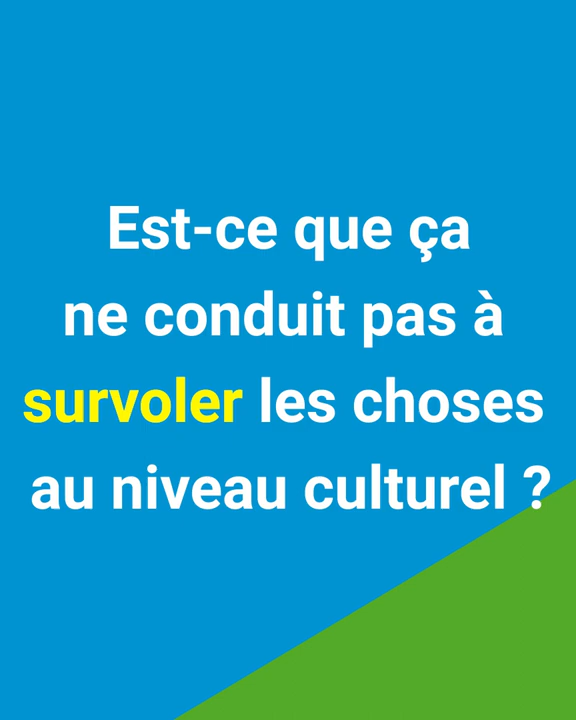 Est-ce que ça
ne conduit pas à
survoler les choses
au niveau culturel ?